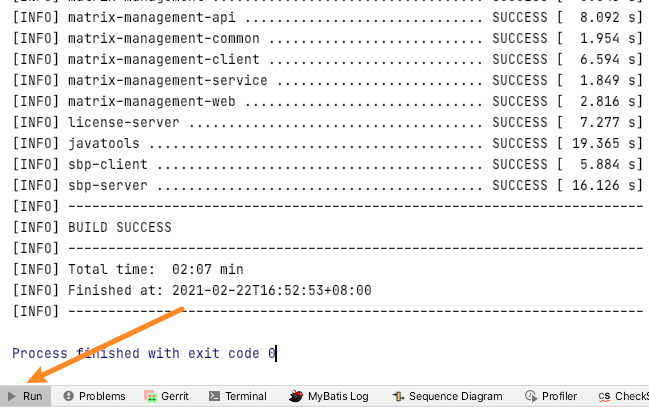 [INFO] matrix-management-api .............................. SUCCESS [  8.092 s]
[INFO] matrix-management-common ........................... SUCCESS [  1.954 s]
[INFO] matrix-management-client ........................... SUCCESS [  6.594 s]
[INFO] matrix-management-service .......................... SUCCESS [  1.849 s]
[INFO] matrix-management-web .............................. SUCCESS [  2.816 s]
[INFO] license-server ..................................... SUCCESS [  7.277 s]
[INFO] javatools .......................................... SUCCESS [ 19.365 s]
[INFO] sbp-client ......................................... SUCCESS [  5.884 s]
[INFO] sbp-server ......................................... SUCCESS [ 16.126 s]
[INFO] ------------------------------------------------------------------------
[INFO] BUILD SUCCESS
[INFO] ------------------------------------------------------------------------
[INFO] Total time:  02:07 min
[INFO] Finished at: 2021-02-22T16:52:53+08:00
[INFO] ------------------------------------------------------------------------
Process finished with exit code 0
Run Problems Gerrit Terminal MyBatis Log Sequence Diagram Profiler CS CheckS